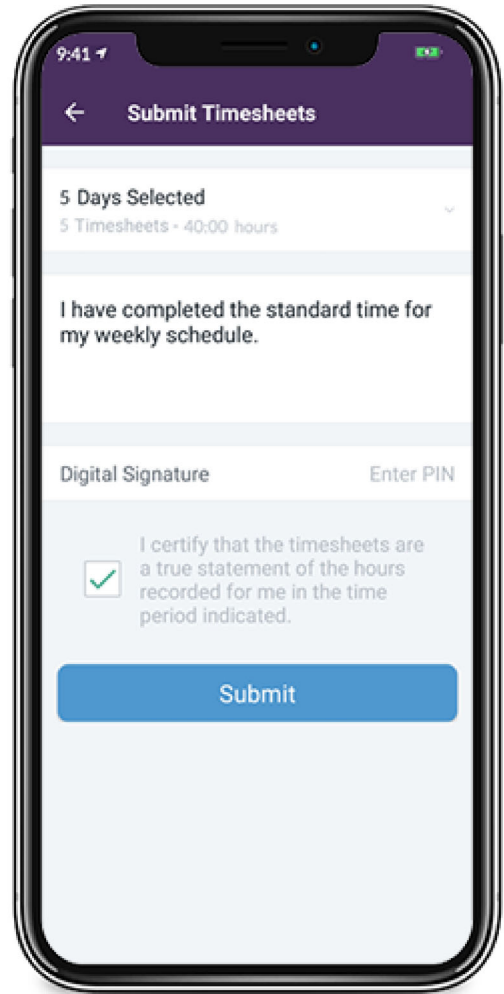 9:41
Submit Timesheets
5 Days Selected
5 Timesheets • 40:00 hours
I have completed the standard time for
my weekly schedule.
Digital Signature Enter PIN
I certify that the timesheets are
a true statement of the hours
recorded for me in the time
period indicated.
Submit